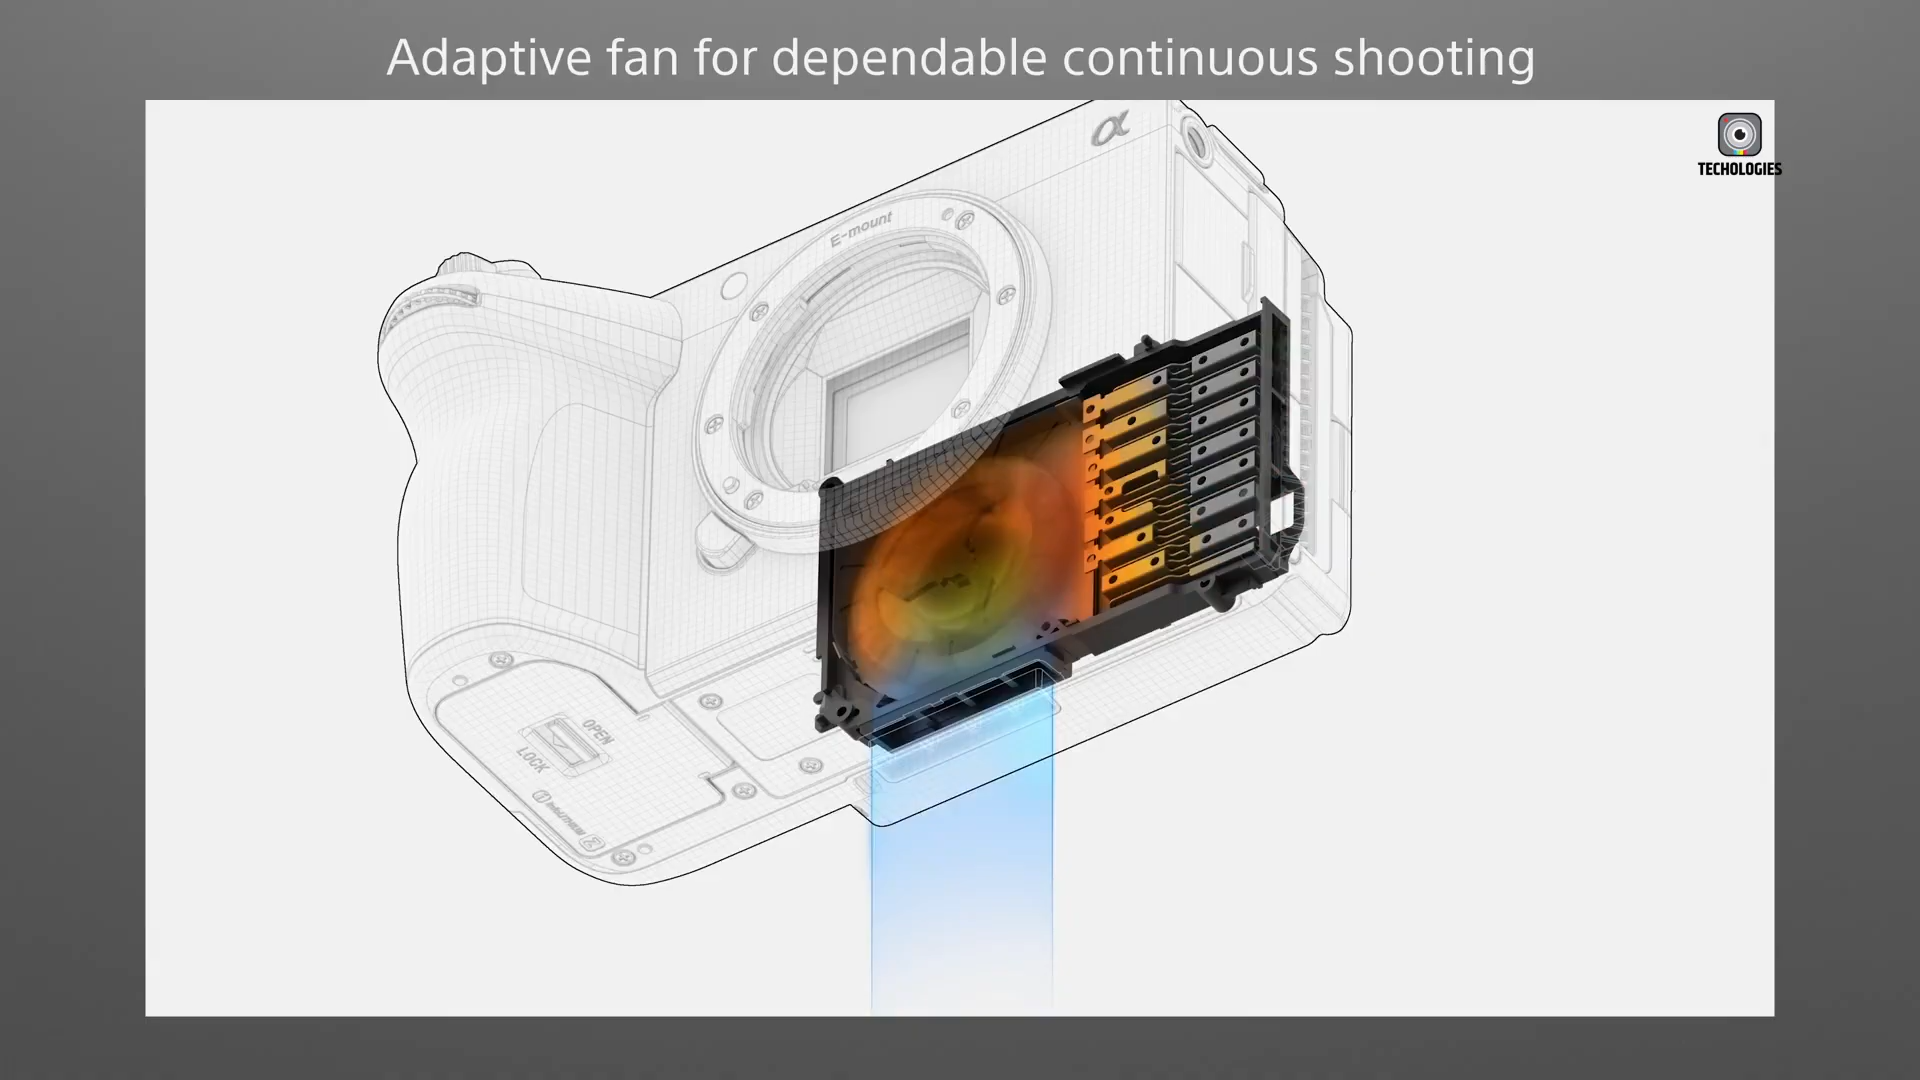 Adaptive fan for dependable continuous shooting
α
TECHOLOGIES
E-mount
OPEN
LOCK